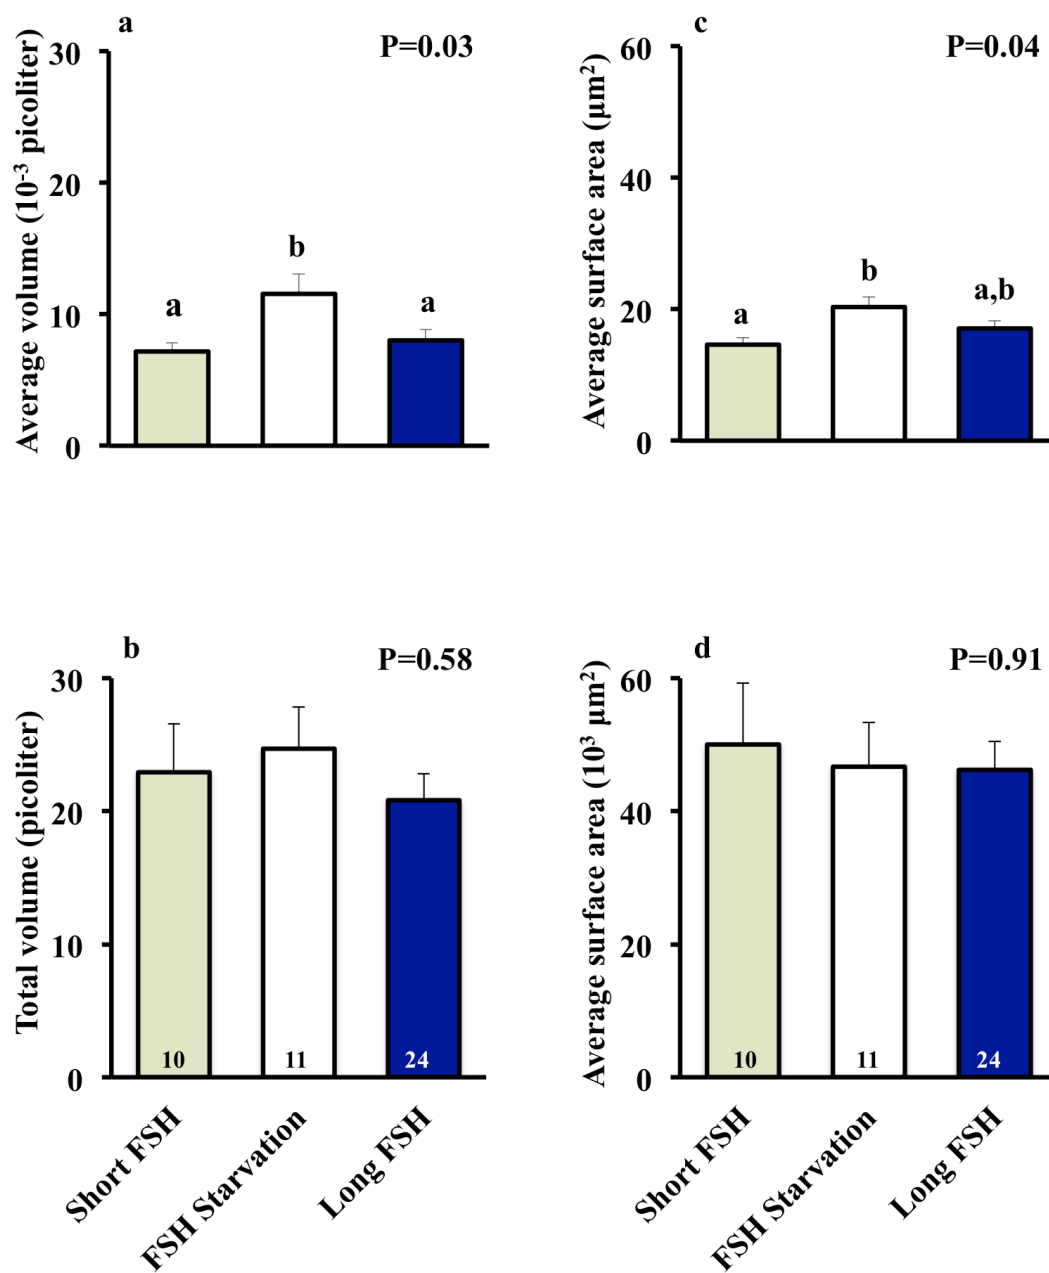 a
P=0.03
Average volume (10⁻³ picoliter)
30
20
10
0
a
b
a
c
P=0.04
Average surface area (µm²)
60
40
20
0
a
b
a,b
b
P=0.58
Total volume (picoliter)
30
20
10
0
10
11
24
Short FSH
FSH Starvation
Long FSH
d
P=0.91
Average surface area (10³ µm²)
60
40
20
0
10
11
24
Short FSH
FSH Starvation
Long FSH